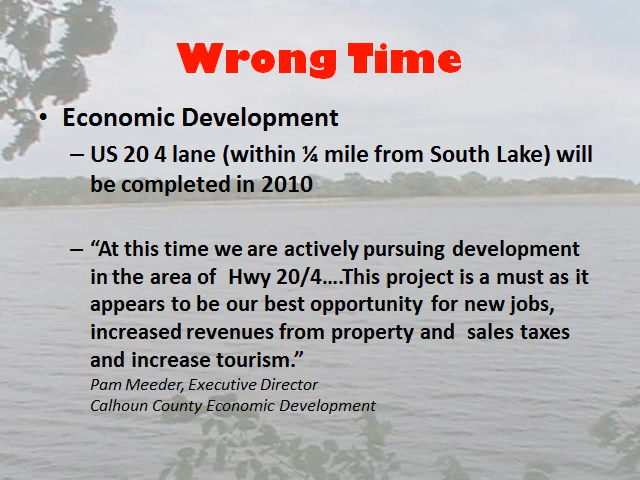 Wrong Time
• Economic Development
– US 20 4 lane (within ¼ mile from South Lake) will
be completed in 2010
– “At this time we are actively pursuing development
in the area of Hwy 20/4….This project is a must as it
appears to be our best opportunity for new jobs,
increased revenues from property and sales taxes
and increase tourism.”
Pam Meeder, Executive Director
Calhoun County Economic Development